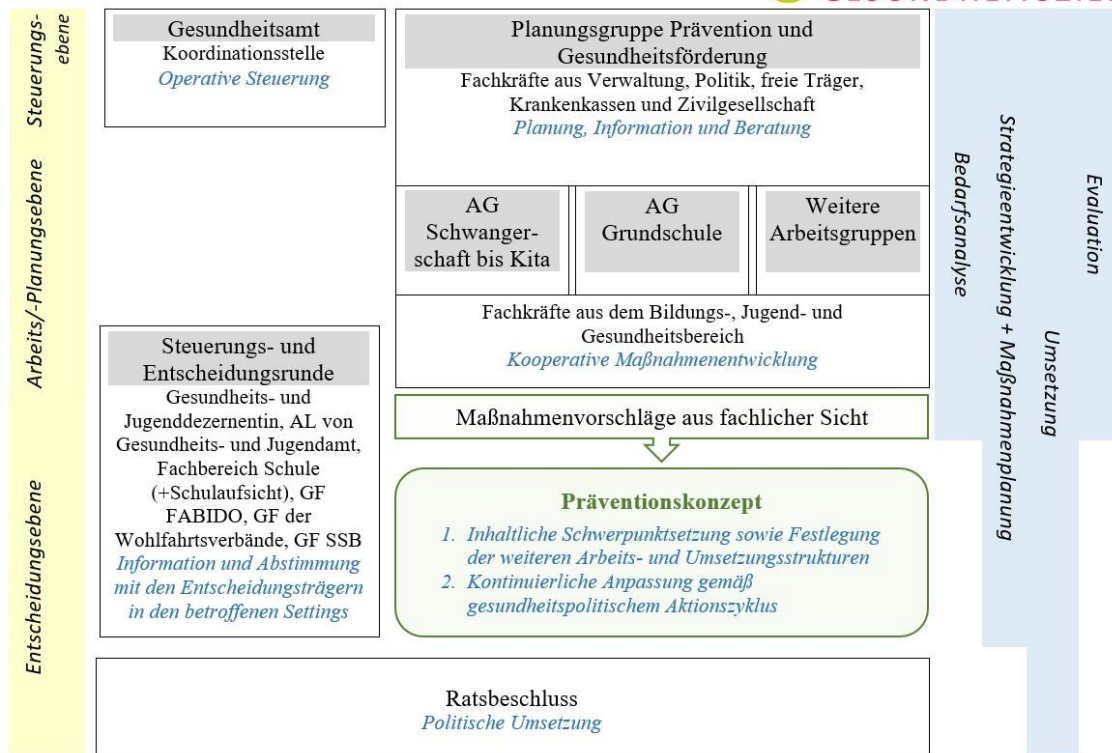 Steuerungs-
ebene
Arbeits/-Planungsebene
Entscheidungsebene
Gesundheitsamt
Koordinationsstelle
Operative Steuerung
Planungsgruppe Prävention und
Gesundheitsförderung
Fachkräfte aus Verwaltung, Politik, freie Träger,
Krankenkassen und Zivilgesellschaft
Planung, Information und Beratung
AG
Schwanger-
schaft bis Kita
AG
Grundschule
Weitere
Arbeitsgruppen
Fachkräfte aus dem Bildungs-, Jugend- und
Gesundheitsbereich
Kooperative Maßnahmenentwicklung
Steuerungs- und
Entscheidungsrunde
Gesundheits- und
Jugenddezernentin, AL von
Gesundheits- und Jugendamt,
Fachbereich Schule
(+Schulaufsicht), GF
FABIDO, GF der
Wohlfahrtsverbände, GF SSB
Information und Abstimmung
mit den Entscheidungsträgern
in den betroffenen Settings
Maßnahmenvorschläge aus fachlicher Sicht
Präventionskonzept
1. Inhaltliche Schwerpunktsetzung sowie Festlegung
der weiteren Arbeits- und Umsetzungsstrukturen
2. Kontinuierliche Anpassung gemäß
gesundheitspolitischem Aktionszyklus
Ratsbeschluss
Politische Umsetzung
Bedarfsanalyse
Strategieentwicklung + Maßnahmenplanung
Umsetzung
Evaluation